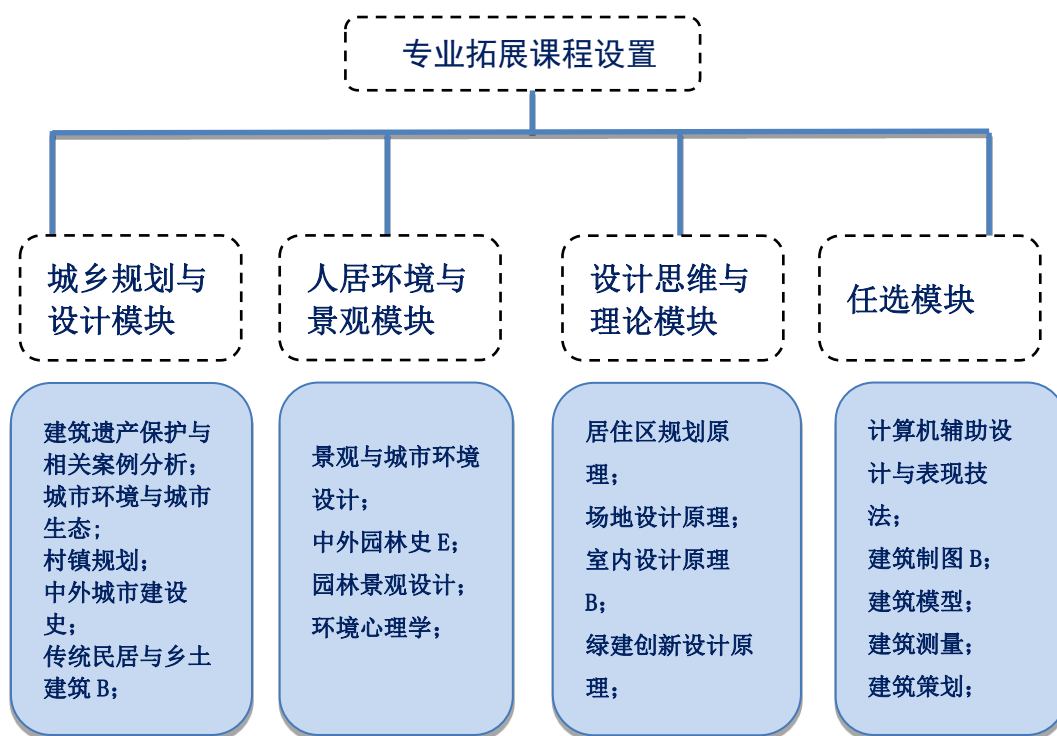 专业拓展课程设置
城乡规划与
设计模块
人居环境与
景观模块
设计思维与
理论模块
任选模块
建筑遗产保护与
相关案例分析；
城市环境与城市
生态；
村镇规划；
中外城市建设
史；
传统民居与乡土
建筑 B；
景观与城市环境
设计；
中外园林史 E；
园林景观设计；
环境心理学；
居住区规划原
理；
场地设计原理；
室内设计原理
B；
绿建创新设计原
理；
计算机辅助设
计与表现技
法；
建筑制图 B；
建筑模型；
建筑测量；
建筑策划；